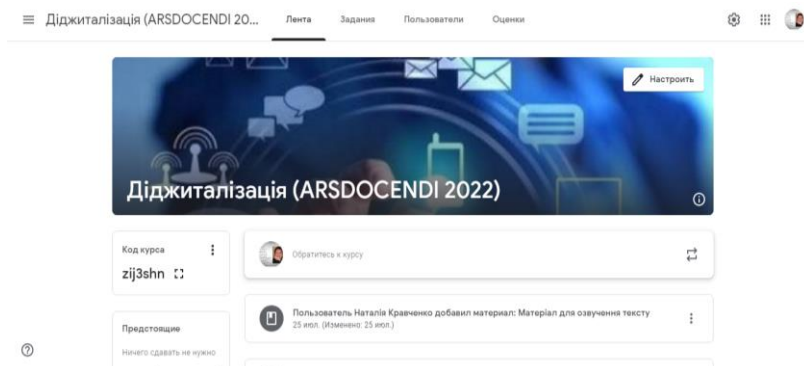 Діджиталізація (ARSDOCENDI 20...
Лента
Задания
Пользователи
Оценки
Настроить
Діджиталізація (ARSDOCENDI 2022)
Код курса
zij3shn
Обратитесь к курсу
Пользователь Наталія Кравченко добавил материал: Матеріал для озвучення тексту
25 июл. (Изменено: 25 июл.)
Предстоящие
Ничего сдавать не нужно